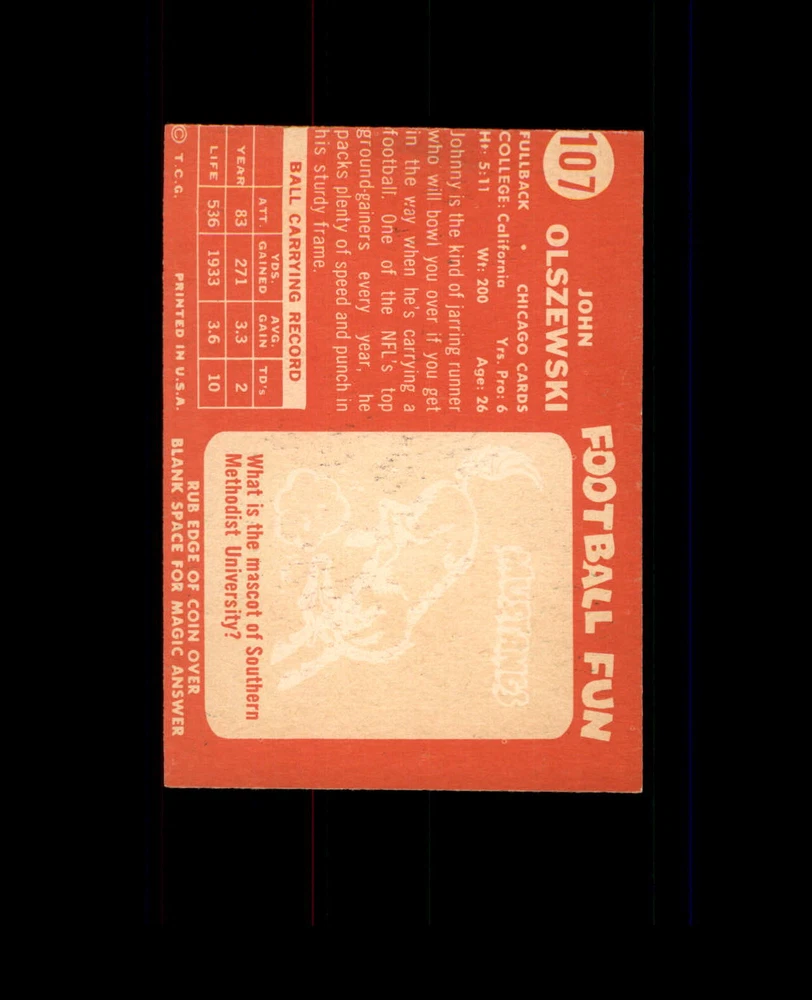 107
JOHN
OLSZEWSKI
FULLBACK • CHICAGO CARDS
COLLEGE: California Yrs. Pro: 6
Ht: 5:11 Wt: 200 Age: 26
Johnny is the kind of jarring runner
who will bowl you over if you get
in the way when he's carrying a
football. One of the NFL's top
ground-gainers every year, he
packs plenty of speed and punch in
his sturdy frame.
BALL CARRYING RECORD
ATT. YDS. GAINED AVG. GAIN TD's
YEAR 83 271 3.3 2
LIFE 536 1933 3.6 10
© T.C.G. PRINTED IN U.S.A.
FOOTBALL FUN
MUSTANGS
What is the mascot of Southern
Methodist University?
RUB EDGE OF COIN OVER
BLANK SPACE FOR MAGIC ANSWER